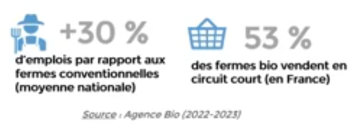 +30 %
d'emplois par rapport aux
fermes conventionnelles
(moyenne nationale)
53 %
des fermes bio vendent en
circuit court (en France)
Source : Agence Bio (2022-2023)